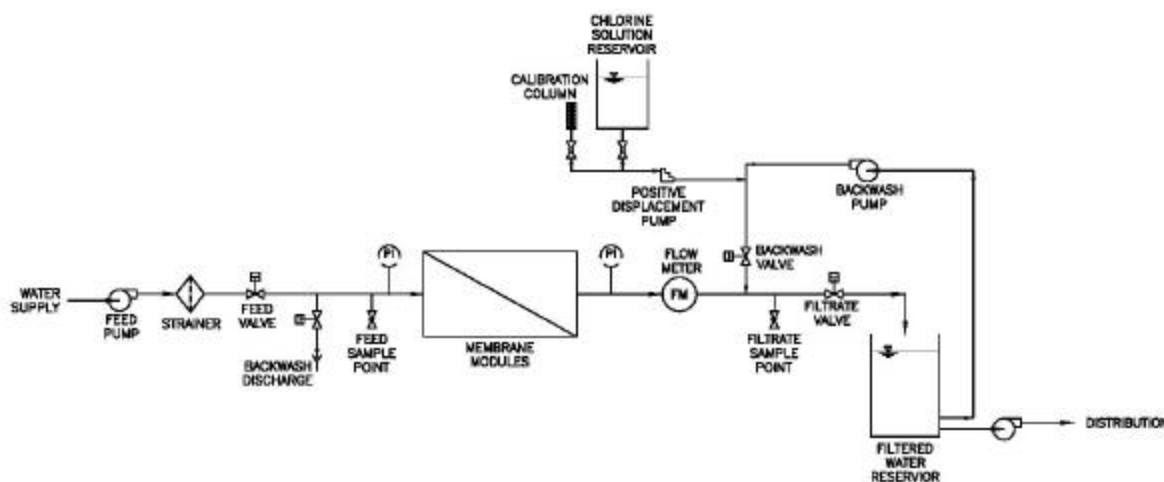 CHLORINE
SOLUTION
RESERVOIR
CALIBRATION
COLUMN
POSITIVE
DISPLACEMENT
PUMP
BACKWASH
PUMP
BACKWASH
VALVE
FLOW
METER
PI
PI
FM
WATER
SUPPLY
FEED
PUMP
STRAINER
FEED
VALVE
BACKWASH
DISCHARGE
FEED
SAMPLE
POINT
MEMBRANE
MODULES
FILTRATE
SAMPLE
POINT
FILTRATE
VALVE
FILTERED
WATER
RESERVIOR
DISTRIBUTION